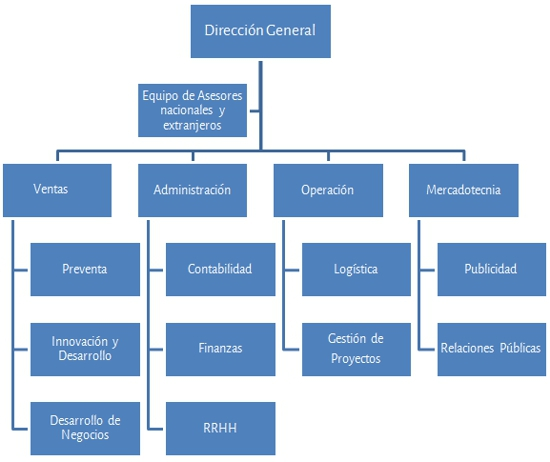 Dirección General
Equipo de Asesores
nacionales y
extranjeros
Ventas
Administración
Operación
Mercadotecnia
Preventa
Contabilidad
Logística
Publicidad
Innovación y
Desarrollo
Finanzas
Gestión de
Proyectos
Relaciones Públicas
Desarrollo de
Negocios
RRHH